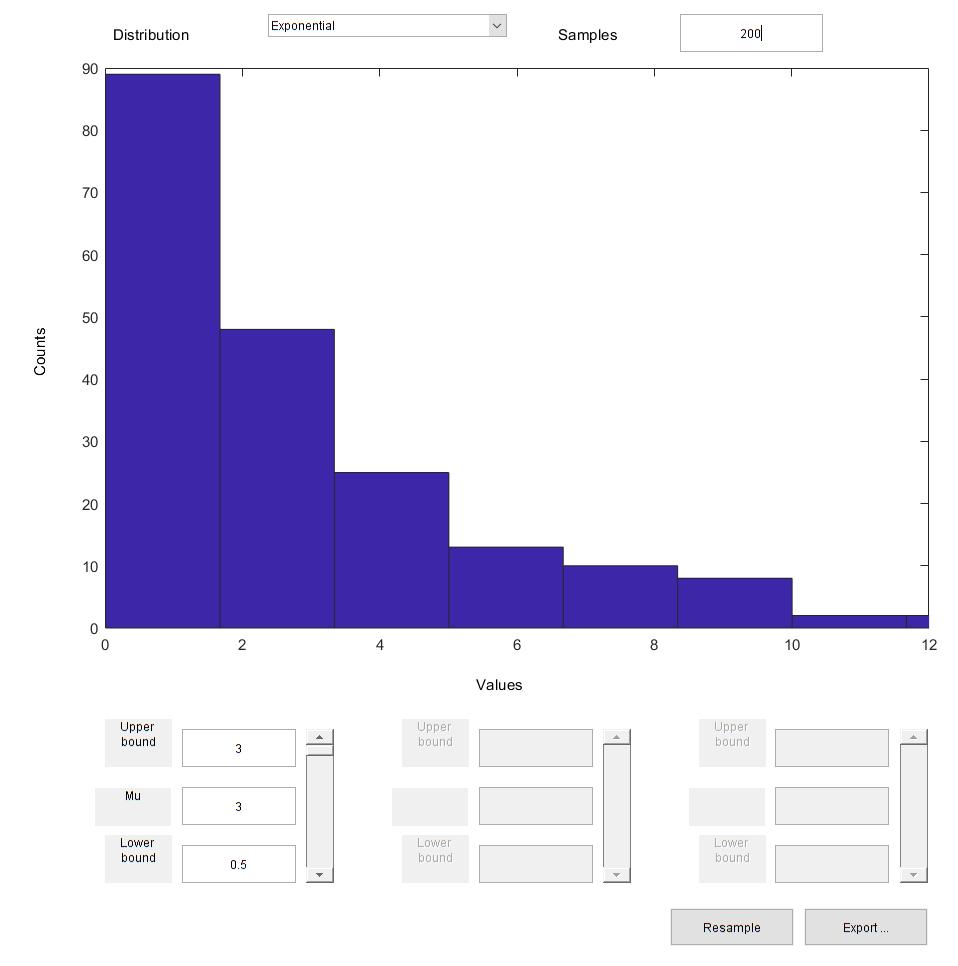 Distribution
Exponential
Samples
200
90
80
70
60
50
40
30
20
10
0
Counts
0 2 4 6 8 10 12
Values
Upper
bound
3
Mu
3
Lower
bound
0.5
Upper
bound
Lower
bound
Upper
bound
Lower
bound
Resample
Export ...